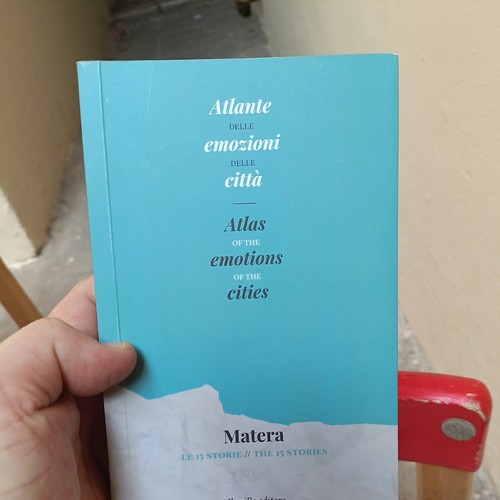 Atlante
DELLE
emozioni
DELLE
città
Atlas
OF THE
emotions
OF THE
cities
Matera
LE 15 STORIE // THE 15 STORIES